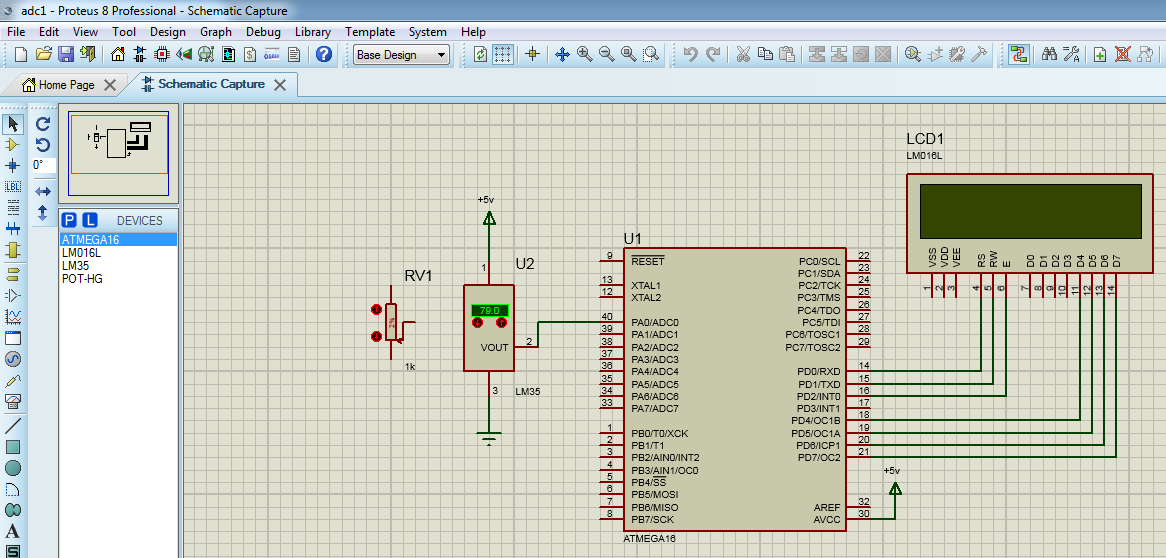 adc1 - Proteus 8 Professional - Schematic Capture
File Edit View Tool Design Graph Debug Library Template System Help
Base Design
Home Page Schematic Capture
0°
LBL
P L DEVICES
ATMEGA16
LM016L
LM35
POT-HG
A
S
RV1
2%
1k
+5v
1
U2
79.0
VOUT
2
3
LM35
U1
9 RESET
13 XTAL1
12 XTAL2
40 PA0/ADC0
39 PA1/ADC1
38 PA2/ADC2
37 PA3/ADC3
36 PA4/ADC4
35 PA5/ADC5
34 PA6/ADC6
33 PA7/ADC7
1 PB0/T0/XCK
2 PB1/T1
3 PB2/AIN0/INT2
4 PB3/AIN1/OC0
5 PB4/SS
6 PB5/MOSI
7 PB6/MISO
8 PB7/SCK
PC0/SCL 22
PC1/SDA 23
PC2/TCK 24
PC3/TMS 25
PC4/TDO 26
PC5/TDI 27
PC6/TOSC1 28
PC7/TOSC2 29
PD0/RXD 14
PD1/TXD 15
PD2/INT0 16
PD3/INT1 17
PD4/OC1B 18
PD5/OC1A 19
PD6/ICP1 20
PD7/OC2 21
AREF 32
AVCC 30
ATMEGA16
+5v
LCD1
LM016L
VSS VDD VEE RS RW E D0 D1 D2 D3 D4 D5 D6 D7
1 2 3 4 5 6 7 8 9 10 11 12 13 14